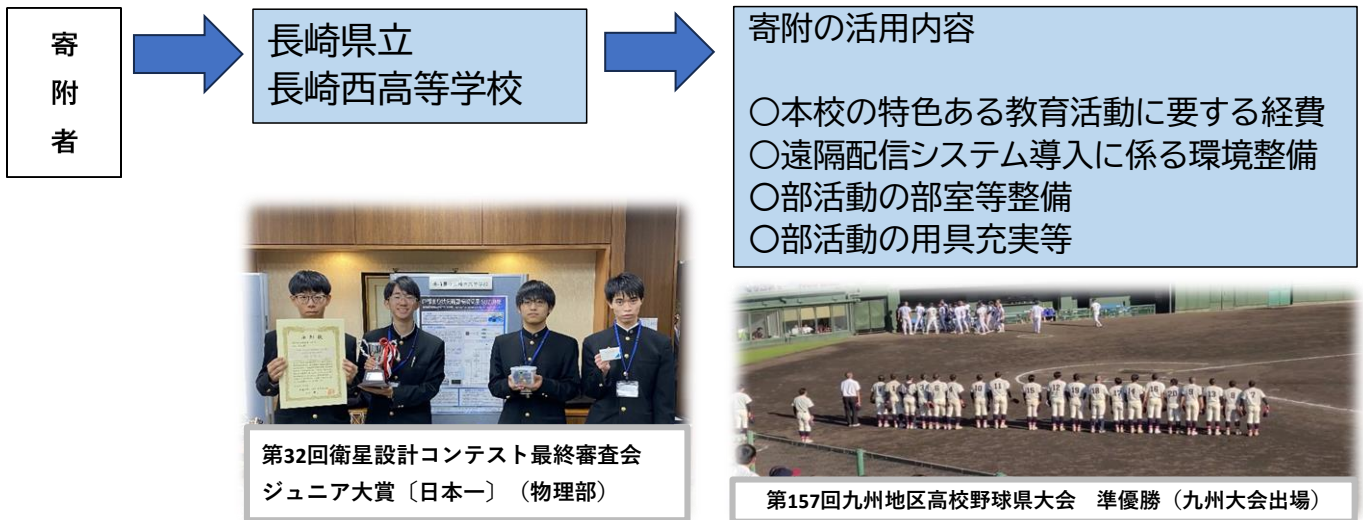 寄
附
者
長崎県立
長崎西高等学校
寄附の活用内容
〇本校の特色ある教育活動に要する経費
〇遠隔配信システム導入に係る環境整備
〇部活動の部室等整備
〇部活動の用具充実等
第32回衛星設計コンテスト最終審査会
ジュニア大賞〔日本一〕（物理部）
第157回九州地区高校野球県大会　準優勝（九州大会出場）